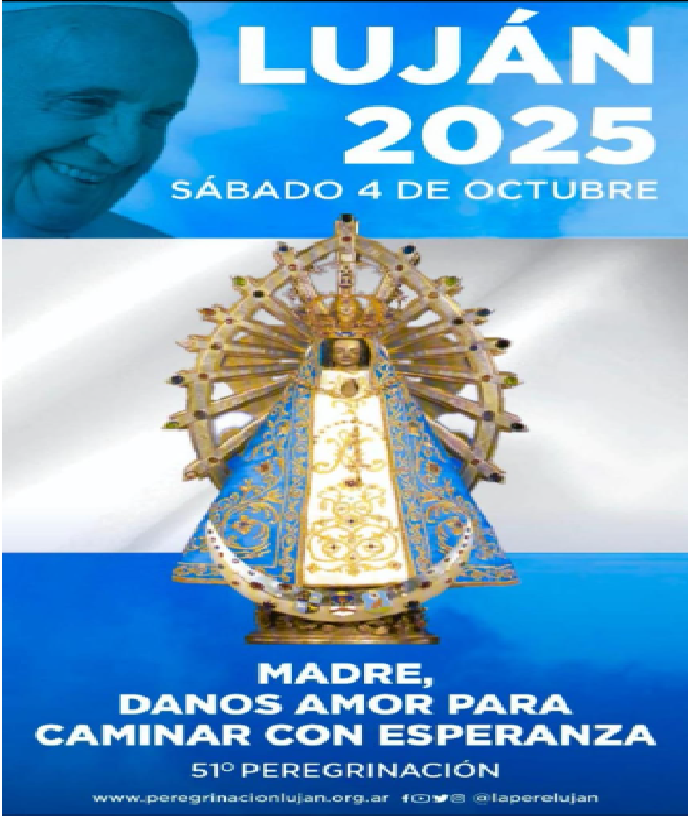 LUJÁN
2025
SÁBADO 4 DE OCTUBRE
MADRE,
DANOS AMOR PARA
CAMINAR CON ESPERANZA
51º PEREGRINACIÓN
www.peregrinacionlujan.org.ar @laperelujan